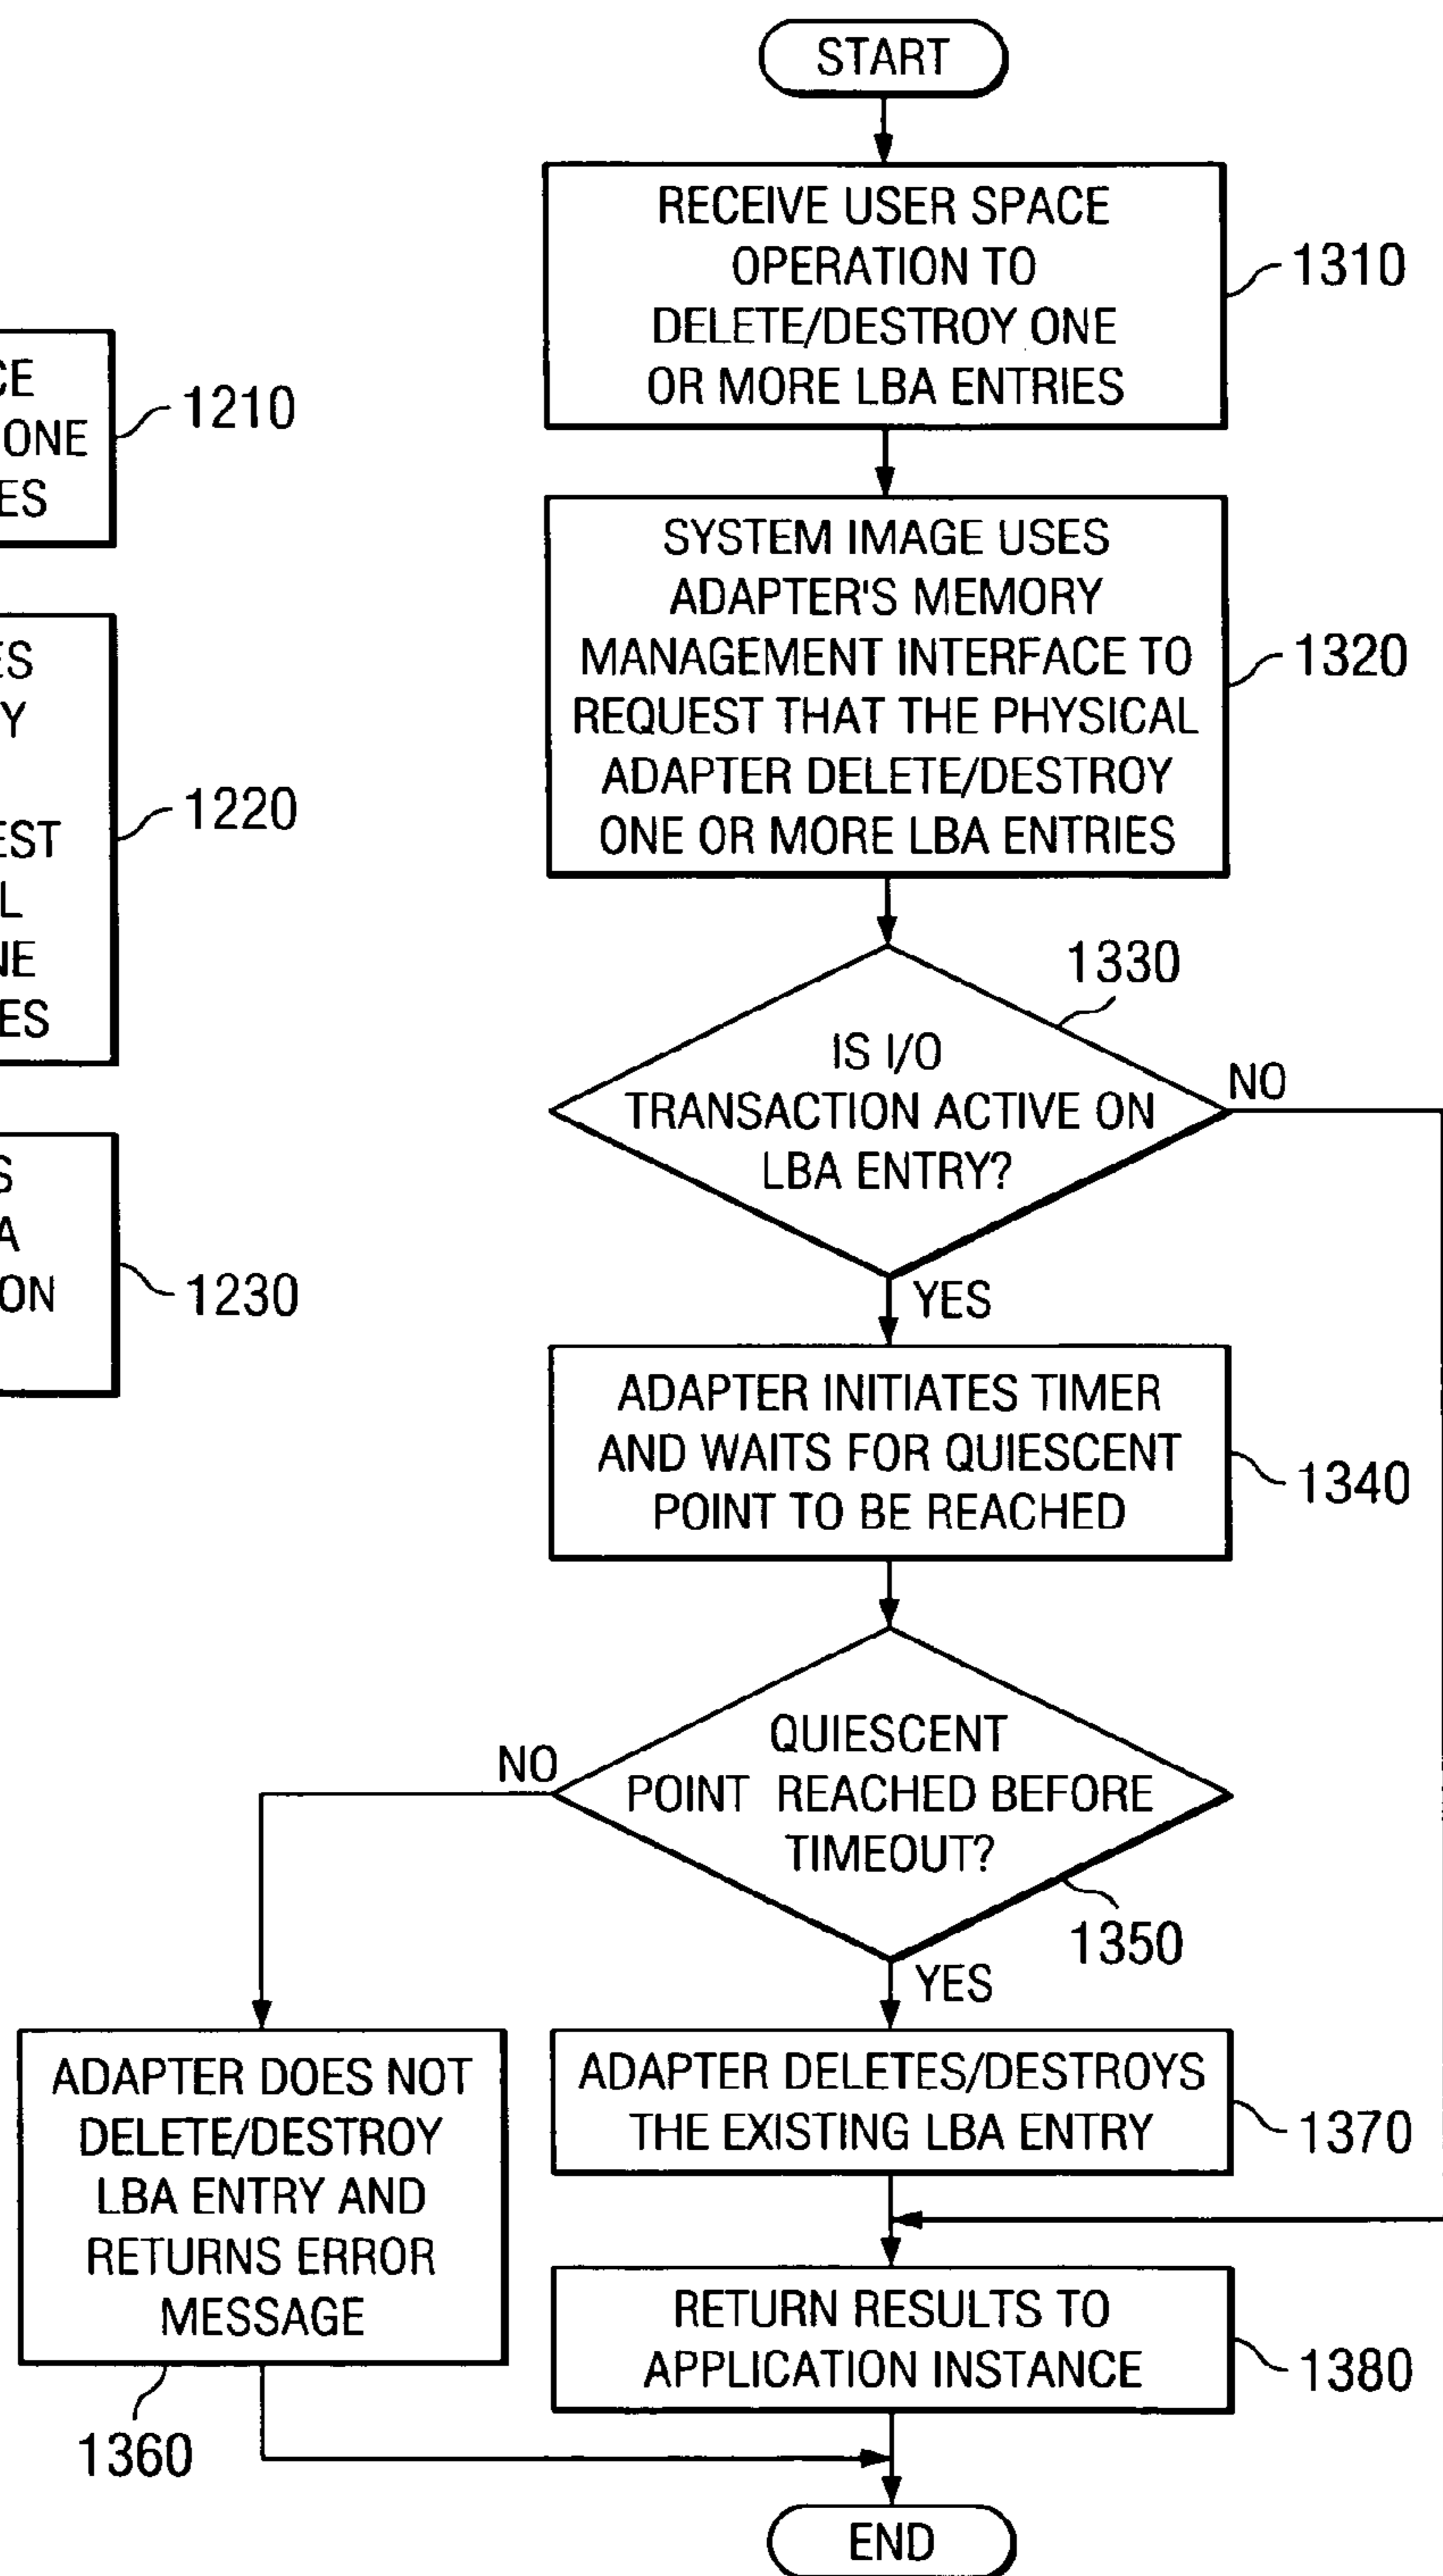 CE
ONE
ES
1210
ES
Y
EST
L
NE
ES
1220
S
A
ON
1230
START
RECEIVE USER SPACE
OPERATION TO
DELETE/DESTROY ONE
OR MORE LBA ENTRIES
1310
SYSTEM IMAGE USES
ADAPTER'S MEMORY
MANAGEMENT INTERFACE TO
REQUEST THAT THE PHYSICAL
ADAPTER DELETE/DESTROY
ONE OR MORE LBA ENTRIES
1320
1330
IS I/O
TRANSACTION ACTIVE ON
LBA ENTRY?
NO
YES
ADAPTER INITIATES TIMER
AND WAITS FOR QUIESCENT
POINT TO BE REACHED
1340
QUIESCENT
POINT REACHED BEFORE
TIMEOUT?
NO
1350
YES
ADAPTER DOES NOT
DELETE/DESTROY
LBA ENTRY AND
RETURNS ERROR
MESSAGE
1360
ADAPTER DELETES/DESTROYS
THE EXISTING LBA ENTRY
1370
RETURN RESULTS TO
APPLICATION INSTANCE
1380
END